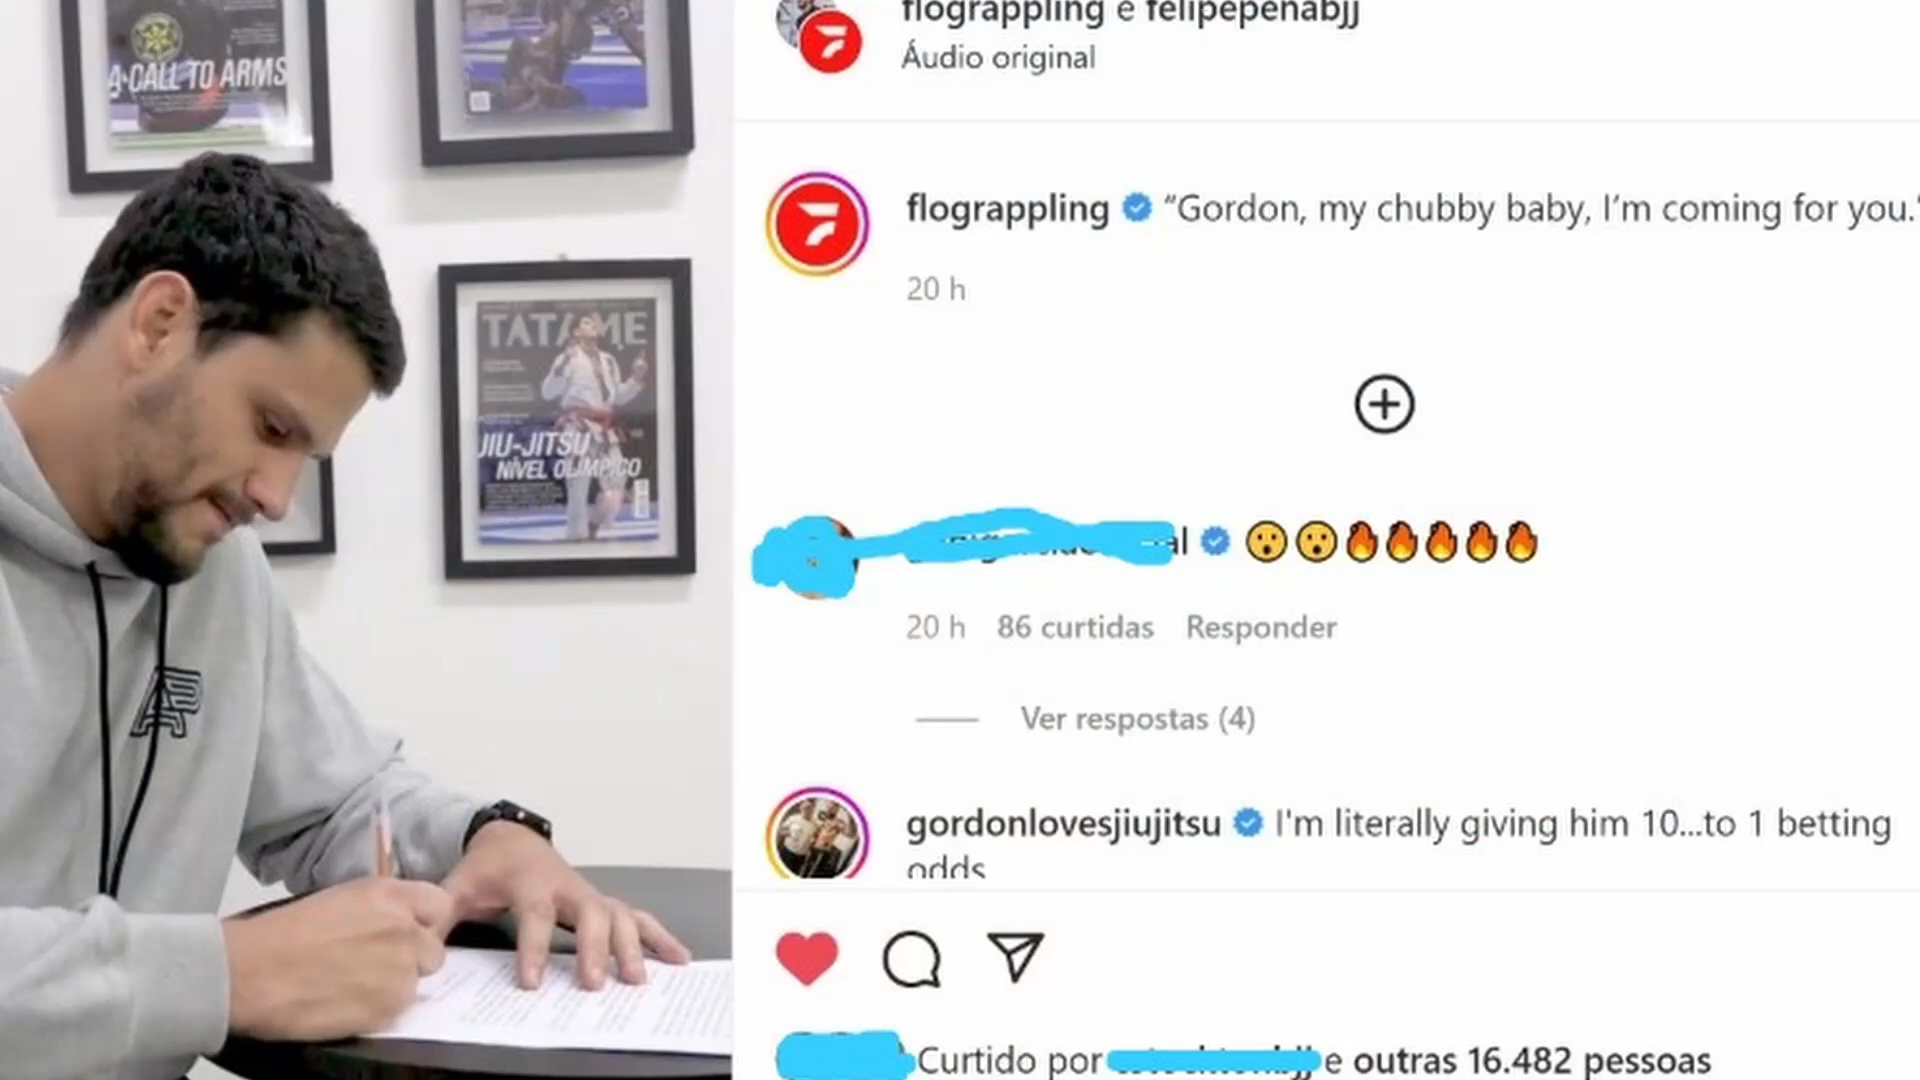 flograppling e felipepenabjj
Áudio original
A CALL TO ARMS
flograppling “Gordon, my chubby baby, I’m coming for you.”
20 h
TATAME
JIU-JITSU
NÍVEL OLÍMPICO
20 h 86 curtidas Responder
Ver respostas (4)
gordonlovesjiujitsu I'm literally giving him 10...to 1 betting
odds
Curtido por
e outras 16.482 pessoas